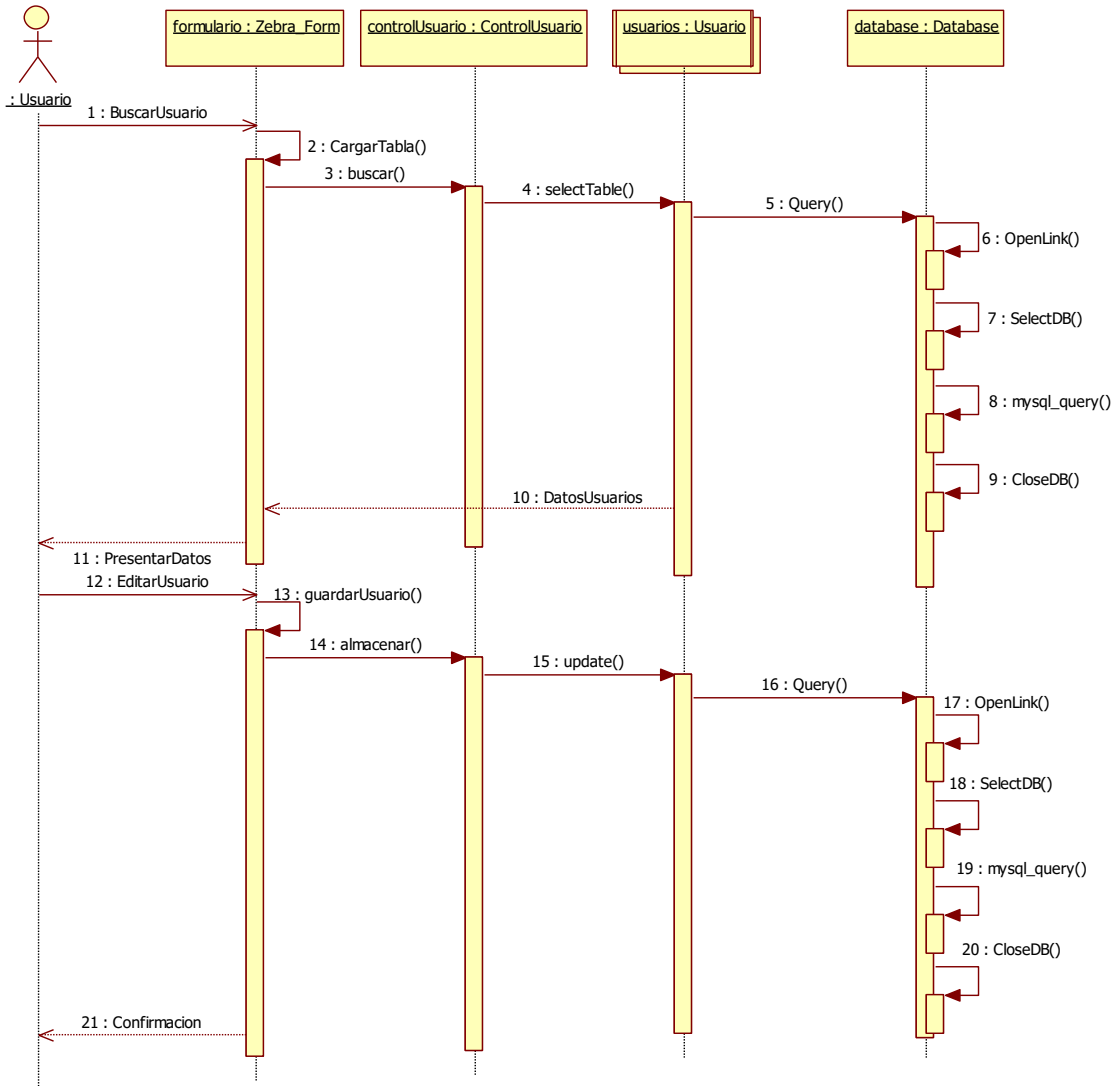 formulario : Zebra_Form
controlUsuario : ControlUsuario
usuarios : Usuario
database : Database
: Usuario
1 : BuscarUsuario
2 : CargarTabla()
3 : buscar()
4 : selectTable()
5 : Query()
6 : OpenLink()
7 : SelectDB()
8 : mysql_query()
9 : CloseDB()
10 : DatosUsuarios
11 : PresentarDatos
12 : EditarUsuario
13 : guardarUsuario()
14 : almacenar()
15 : update()
16 : Query()
17 : OpenLink()
18 : SelectDB()
19 : mysql_query()
20 : CloseDB()
21 : Confirmacion